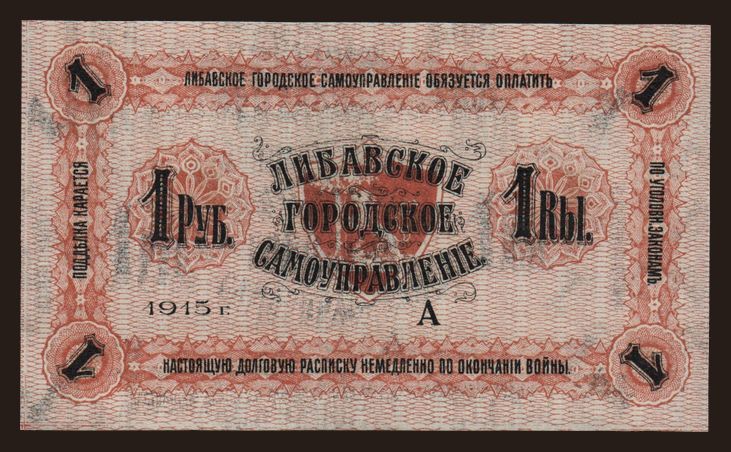 1 1
ЛИБАВСКОЕ ГОРОДСКОЕ САМОУПРАВЛЕНІЕ ОБЯЗУЕТСЯ ОПЛАТИТЬ
ПОДДѢЛКА КАРАЕТСЯ
ПО УГОЛОВН. ЗАКОНАМЪ
ЛИБАВСКОЕ
1 РУБ. ГОРОДСКОЕ 1 Rbl.
САМОУПРАВЛЕНІЕ.
1915 г. А
НАСТОЯЩУЮ ДОЛГОВУЮ РАСПИСКУ НЕМЕДЛЕННО ПО ОКОНЧАНІИ ВОЙНЫ.
1 1